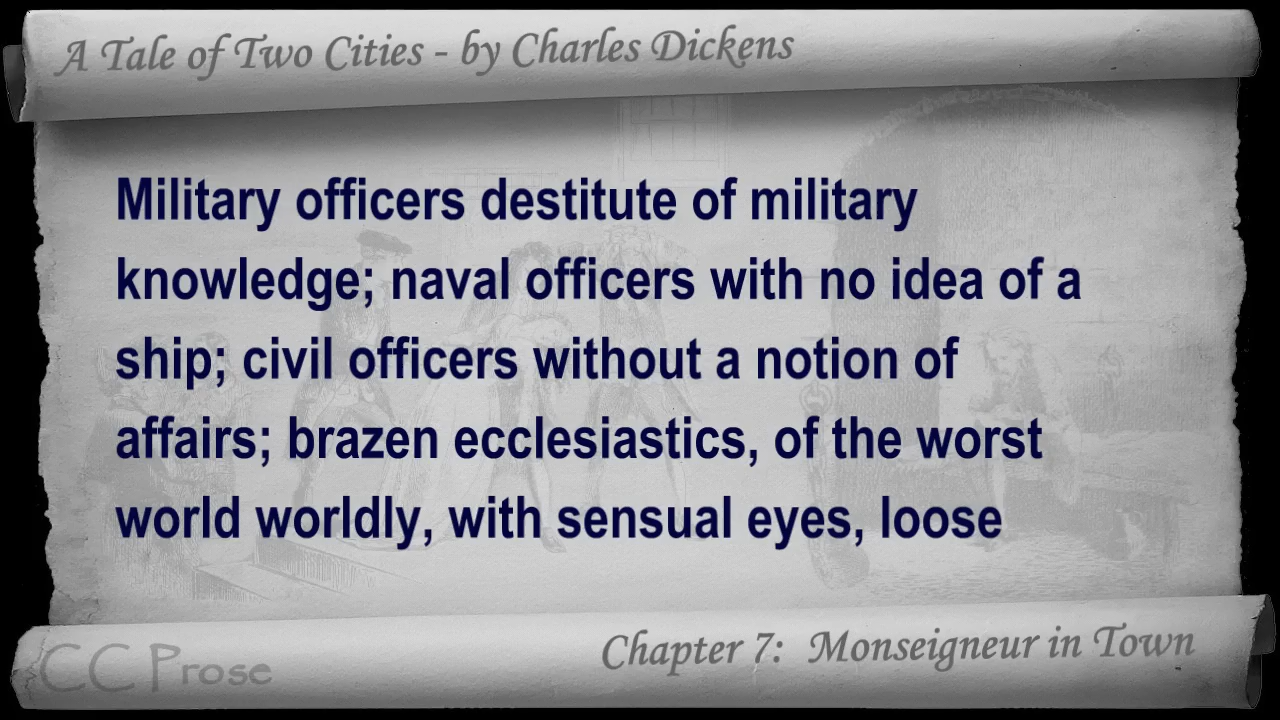 A Tale of Two Cities - by Charles Dickens
Military officers destitute of military
knowledge; naval officers with no idea of a
ship; civil officers without a notion of
affairs; brazen ecclesiastics, of the worst
world worldly, with sensual eyes, loose
Chapter 7: Monseigneur in Town
CC Prose